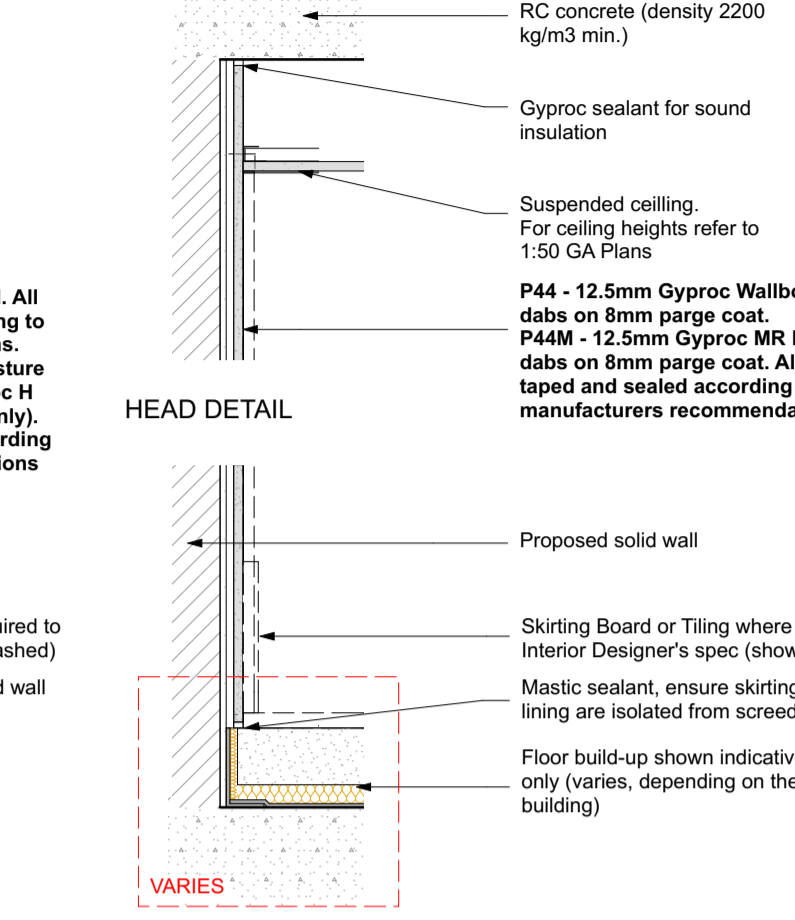 RC concrete (density 2200
kg/m3 min.)
Gyproc sealant for sound
insulation
Suspended ceilling.
For ceiling heights refer to
1:50 GA Plans
P44 - 12.5mm Gyproc Wallbo
dabs on 8mm parge coat.
P44M - 12.5mm Gyproc MR
dabs on 8mm parge coat. Al
taped and sealed according
manufacturers recommenda
. All
ng to
s.
sture
c H
nly).
rding
ions
HEAD DETAIL
Proposed solid wall
uired to
ashed)
d wall
Skirting Board or Tiling where
Interior Designer's spec (show
Mastic sealant, ensure skirting
lining are isolated from screed
Floor build-up shown indicativ
only (varies, depending on the
building)
VARIES